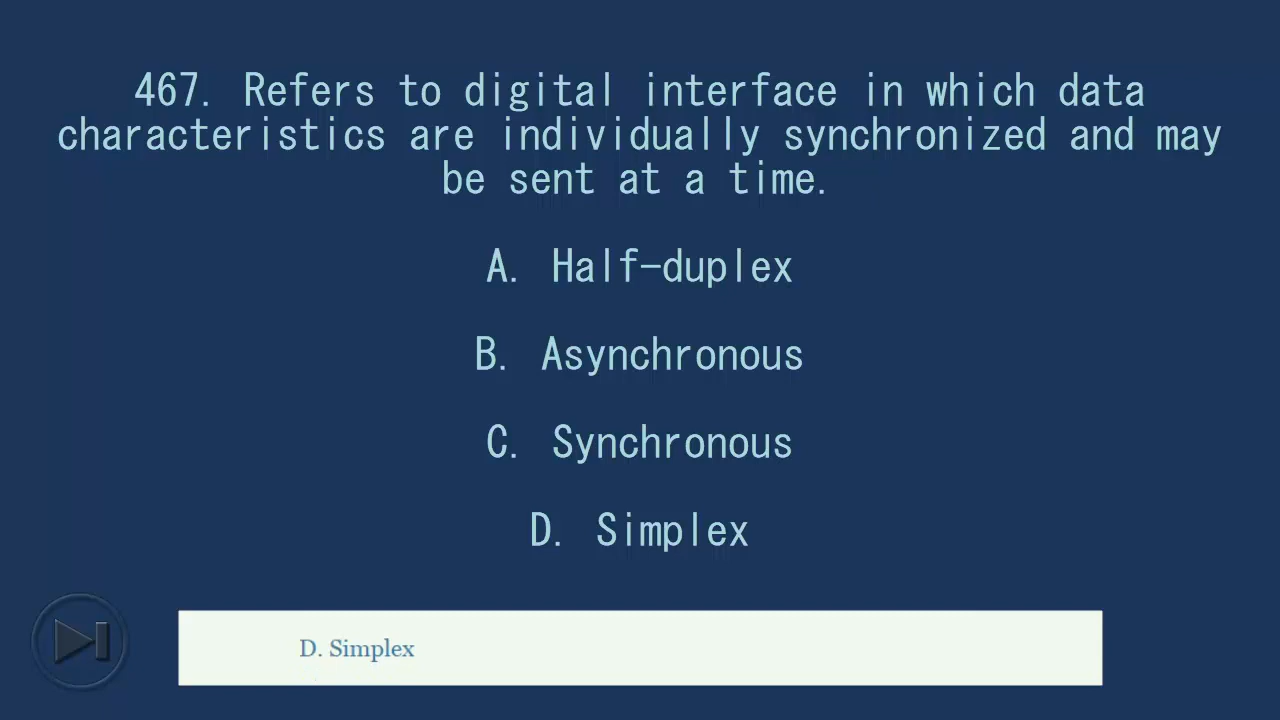 467. Refers to digital interface in which data
characteristics are individually synchronized and may
be sent at a time.
A. Half-duplex
B. Asynchronous
C. Synchronous
D. Simplex
D. Simplex